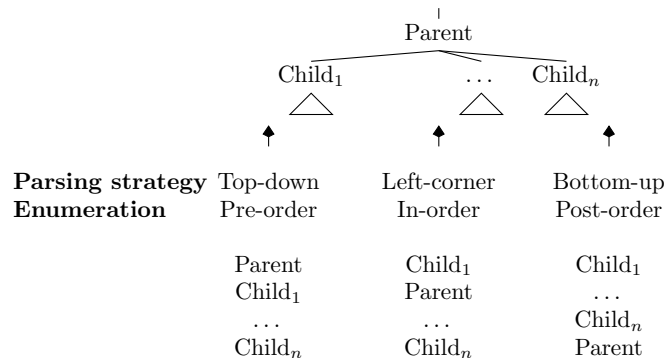 Parent
Child₁ … Childₙ
Parsing strategy Top-down Left-corner Bottom-up
Enumeration Pre-order In-order Post-order
Parent Child₁ Child₁
Child₁ Parent …
… … Childₙ
Childₙ Childₙ Parent